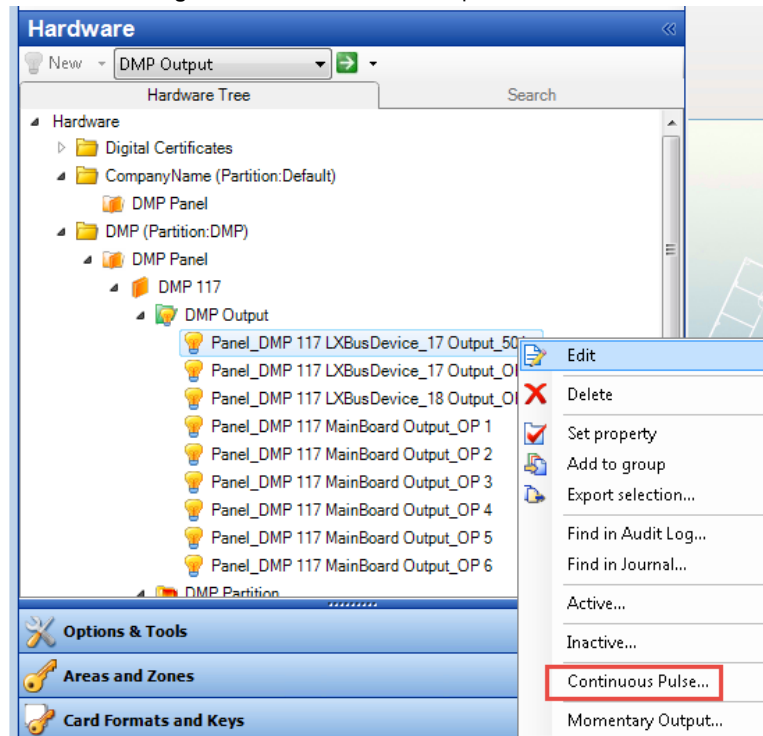 Hardware
New DMP Output
Hardware Tree Search
Hardware
Digital Certificates
CompanyName (Partition:Default)
DMP Panel
DMP (Partition:DMP)
DMP Panel
DMP 117
DMP Output
Panel_DMP 117 LXBusDevice_17 Output_501
Panel_DMP 117 LXBusDevice_17 Output_O
Panel_DMP 117 LXBusDevice_18 Output_O
Panel_DMP 117 MainBoard Output_OP 1
Panel_DMP 117 MainBoard Output_OP 2
Panel_DMP 117 MainBoard Output_OP 3
Panel_DMP 117 MainBoard Output_OP 4
Panel_DMP 117 MainBoard Output_OP 5
Panel_DMP 117 MainBoard Output_OP 6
DMP Partition
Options & Tools
Areas and Zones
Card Formats and Keys
Edit
Delete
Set property
Add to group
Export selection...
Find in Audit Log...
Find in Journal...
Active...
Inactive...
Continuous Pulse...
Momentary Output...